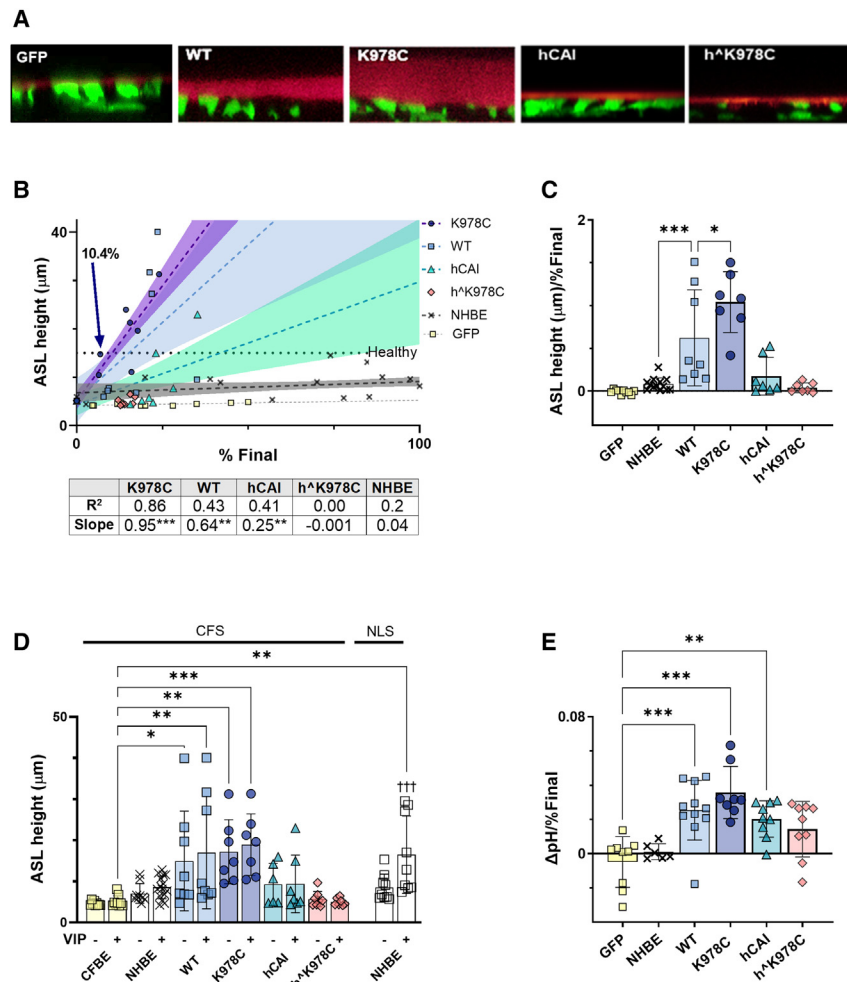 A
GFP WT K978C hCAI h^K978C
B
ASL height (μm)
40
0
10.4%
Healthy
0 100
% Final
K978C
WT
hCAI
h^K978C
NHBE
GFP
K978C WT hCAI h^K978C NHBE
R² 0.86 0.43 0.41 0.00 0.2
Slope 0.95*** 0.64** 0.25** -0.001 0.04
C
ASL height (μm)/% Final
2
1
0
*** *
GFP NHBE WT K978C hCAI h^K978C
D
CFS NLS
**
***
**
**
*
†††
ASL height (μm)
50
0
VIP - + - + - + - + - + - + - +
CFBE NHBE WT K978C hCAI h^K978C NHBE
E
**
***
***
ΔpH/%Final
0.08
0
GFP NHBE WT K978C hCAI h^K978C